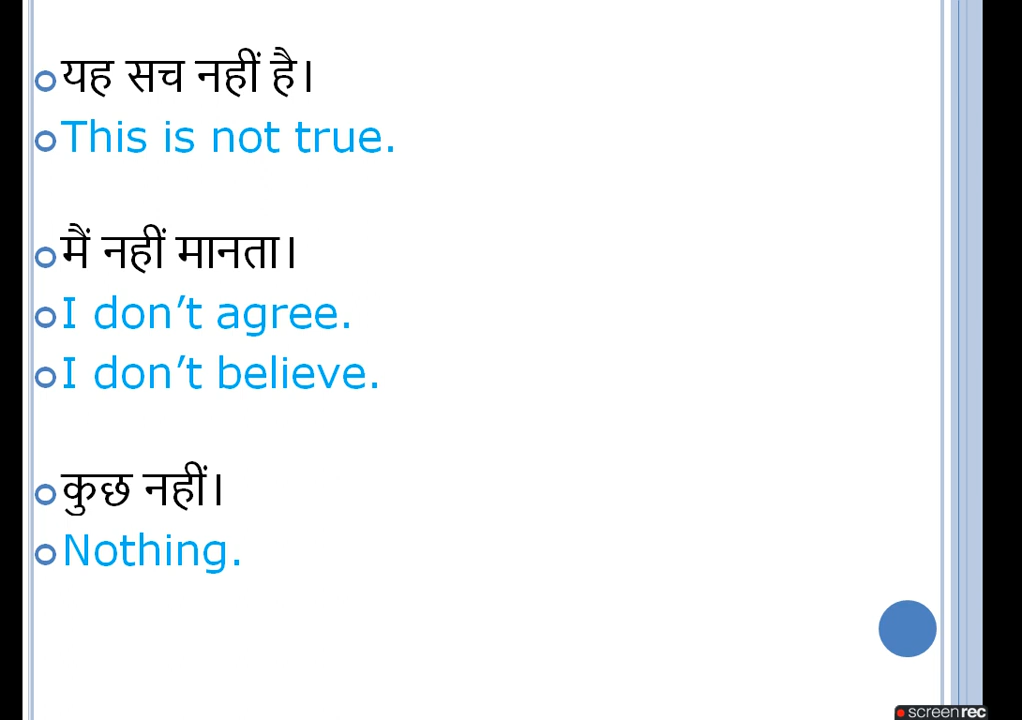 यह सच नहीं है।
This is not true.
मैं नहीं मानता।
I don’t agree.
I don’t believe.
कुछ नहीं।
Nothing.
screenrec